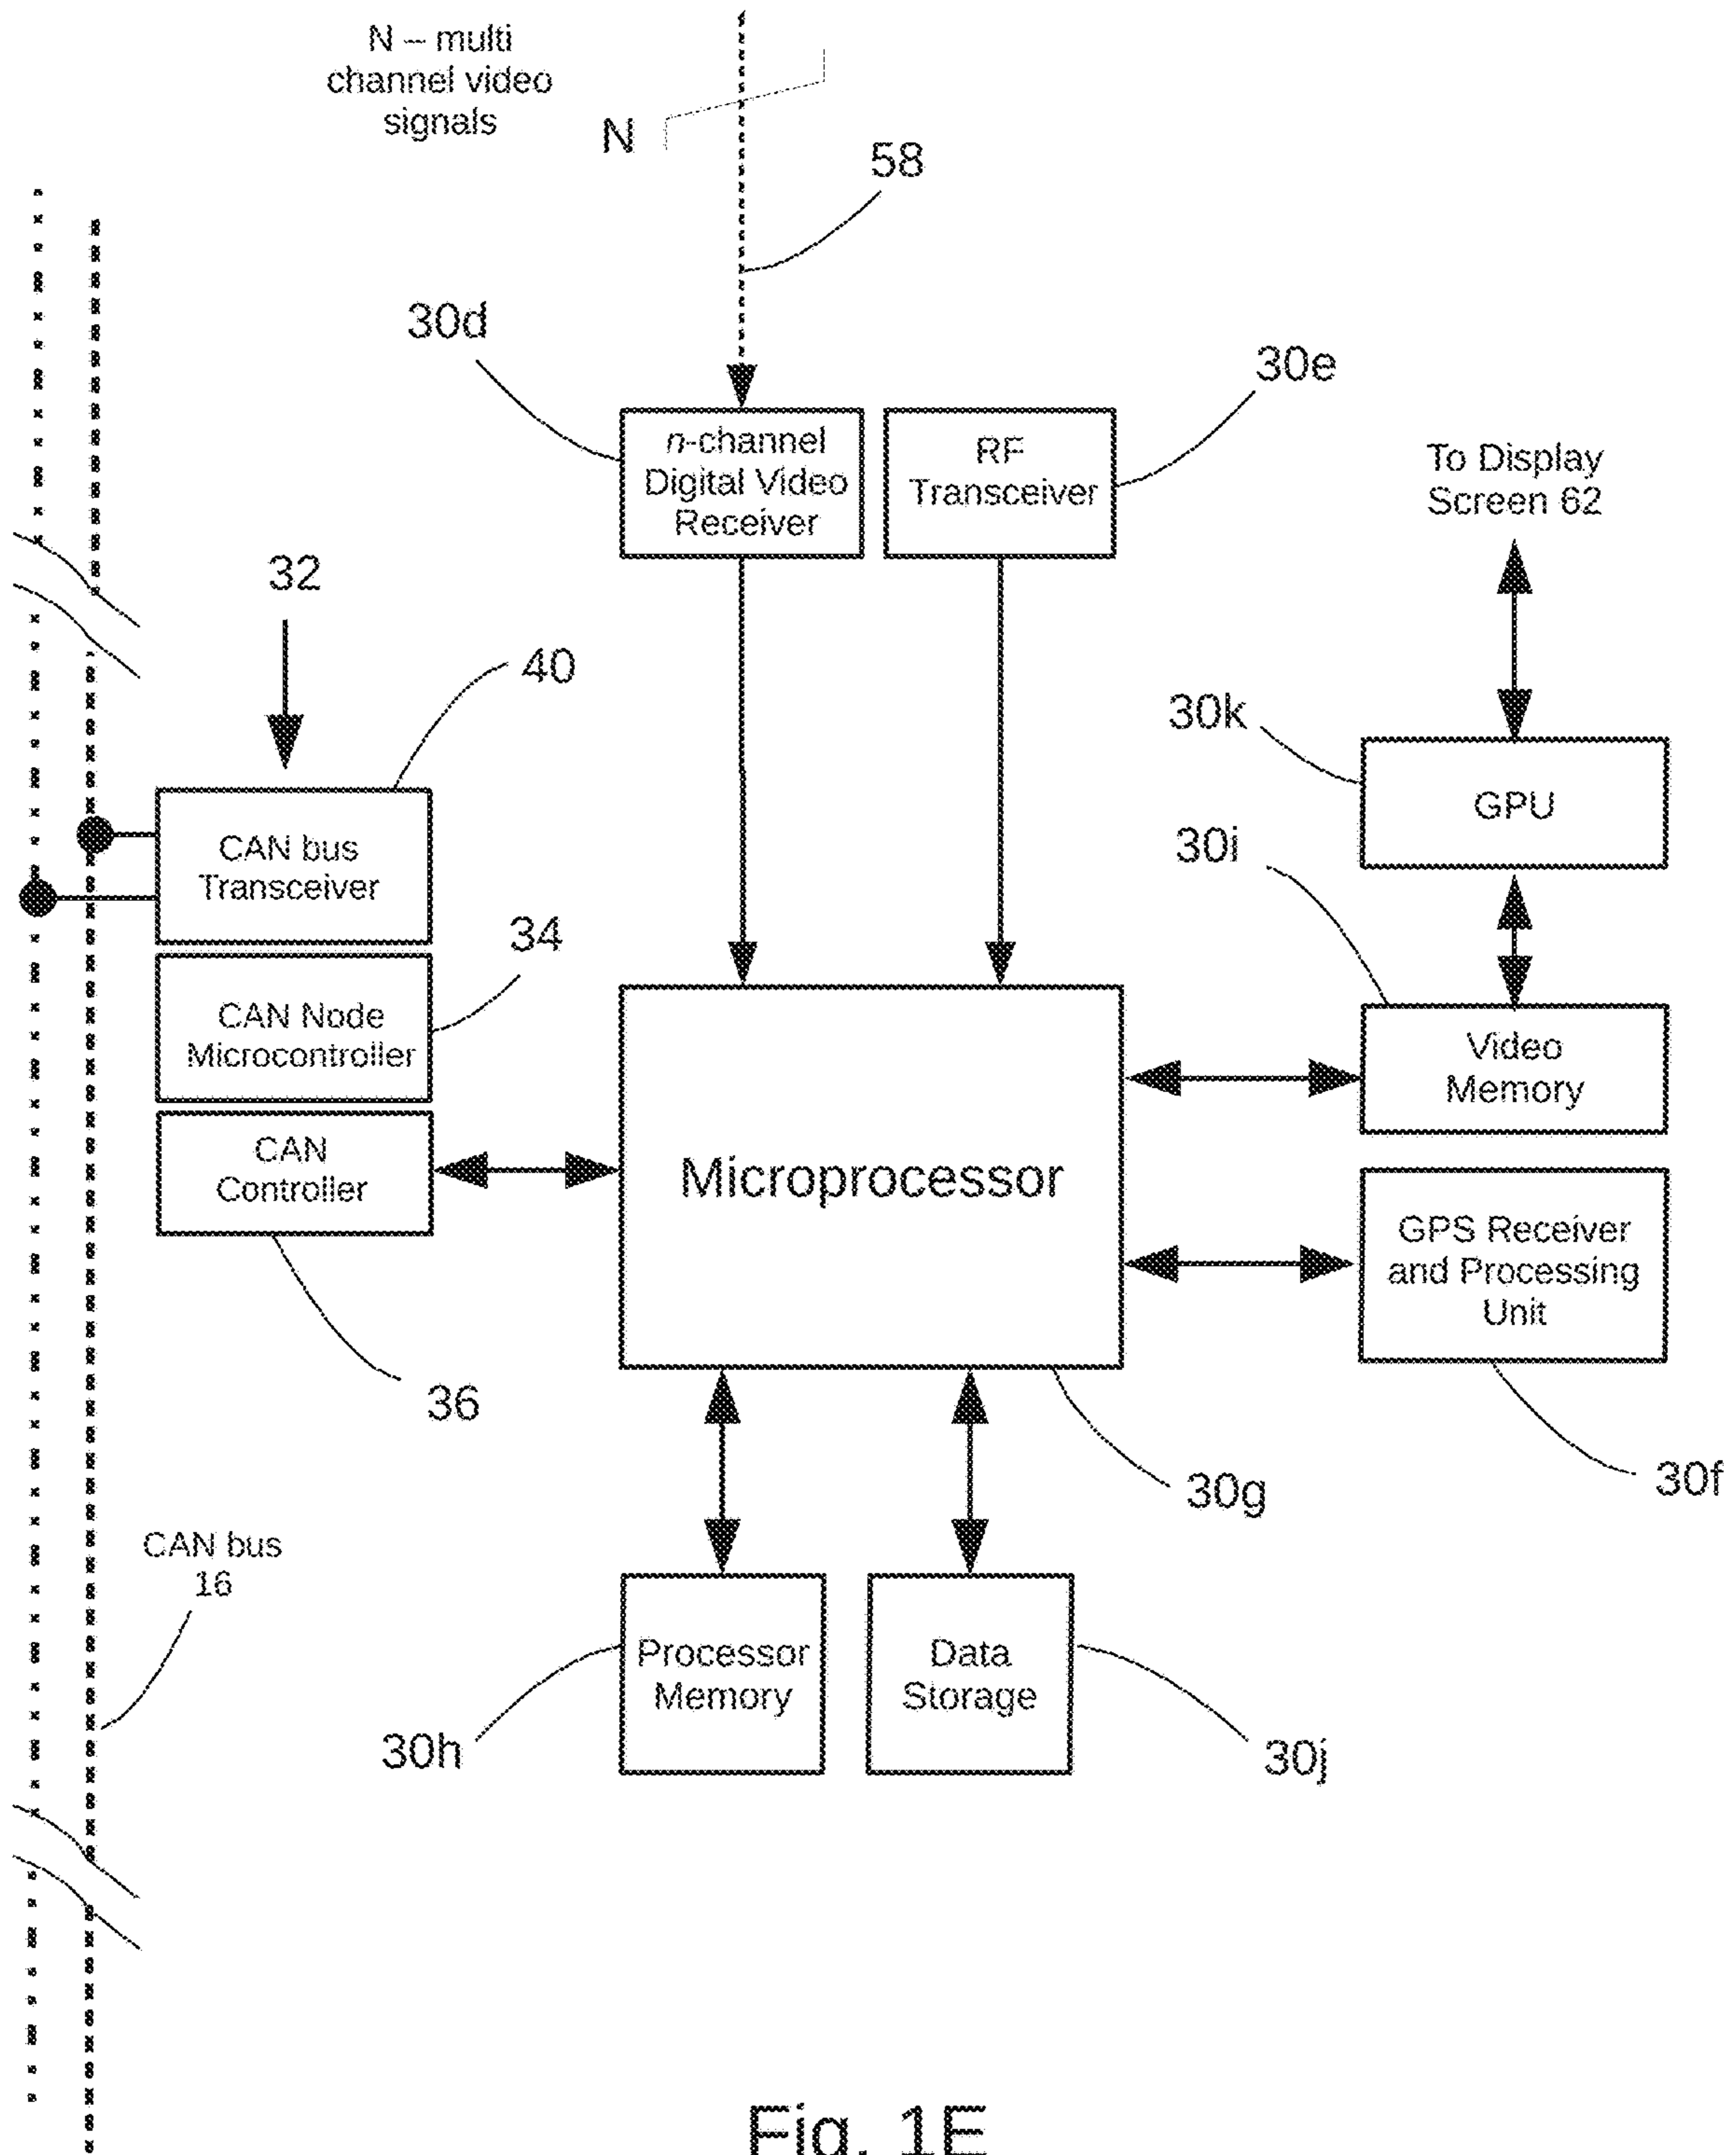 N – multi
channel video
signals
N
58
30d
30e
n-channel
Digital Video
Receiver
RF
Transceiver
To Display
Screen 62
32
40
30k
GPU
30i
CAN bus
Transceiver
34
CAN Node
Microcontroller
Video
Memory
CAN
Controller
Microprocessor
GPS Receiver
and Processing
Unit
36
30g
30f
CAN bus
16
Processor
Memory
Data
Storage
30h
30j
Fig. 1E